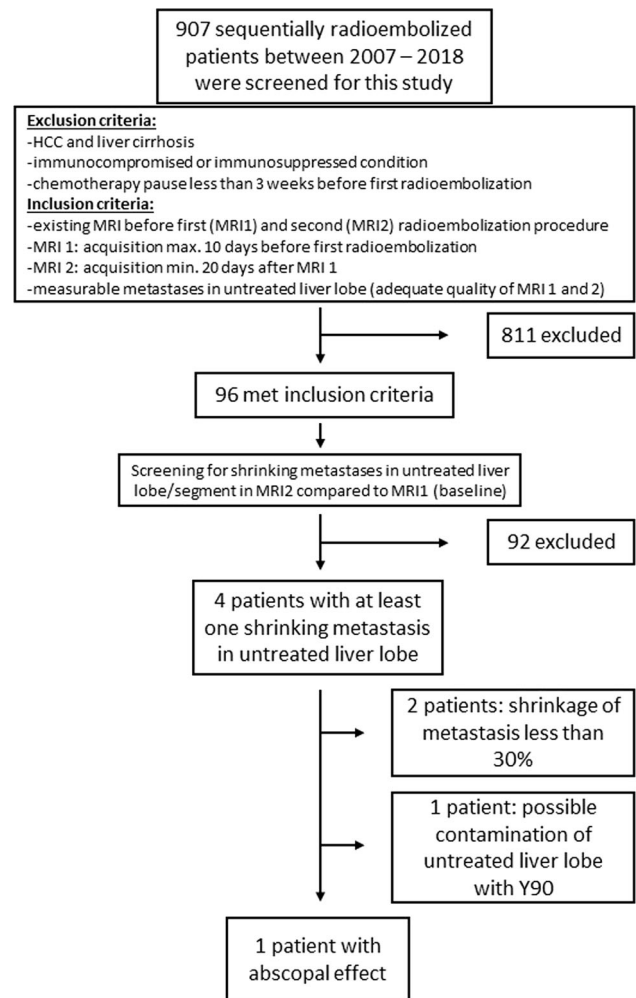 907 sequentially radioembolized
patients between 2007 – 2018
were screened for this study
Exclusion criteria:
-HCC and liver cirrhosis
-immunocompromised or immunosuppressed condition
-chemotherapy pause less than 3 weeks before first radioembolization
Inclusion criteria:
-existing MRI before first (MRI1) and second (MRI2) radioembolization procedure
-MRI 1: acquisition max. 10 days before first radioembolization
-MRI 2: acquisition min. 20 days after MRI 1
-measurable metastases in untreated liver lobe (adequate quality of MRI 1 and 2)
811 excluded
96 met inclusion criteria
Screening for shrinking metastases in untreated liver
lobe/segment in MRI2 compared to MRI1 (baseline)
92 excluded
4 patients with at least
one shrinking metastasis
in untreated liver lobe
2 patients: shrinkage of
metastasis less than
30%
1 patient: possible
contamination of
untreated liver lobe
with Y90
1 patient with
abscopal effect